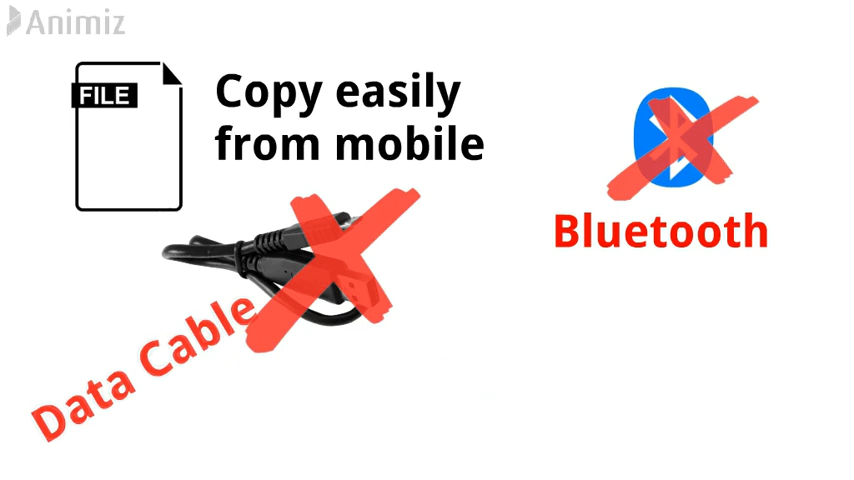 Animiz
FILE
Copy easily
from mobile
Bluetooth
Data Cable